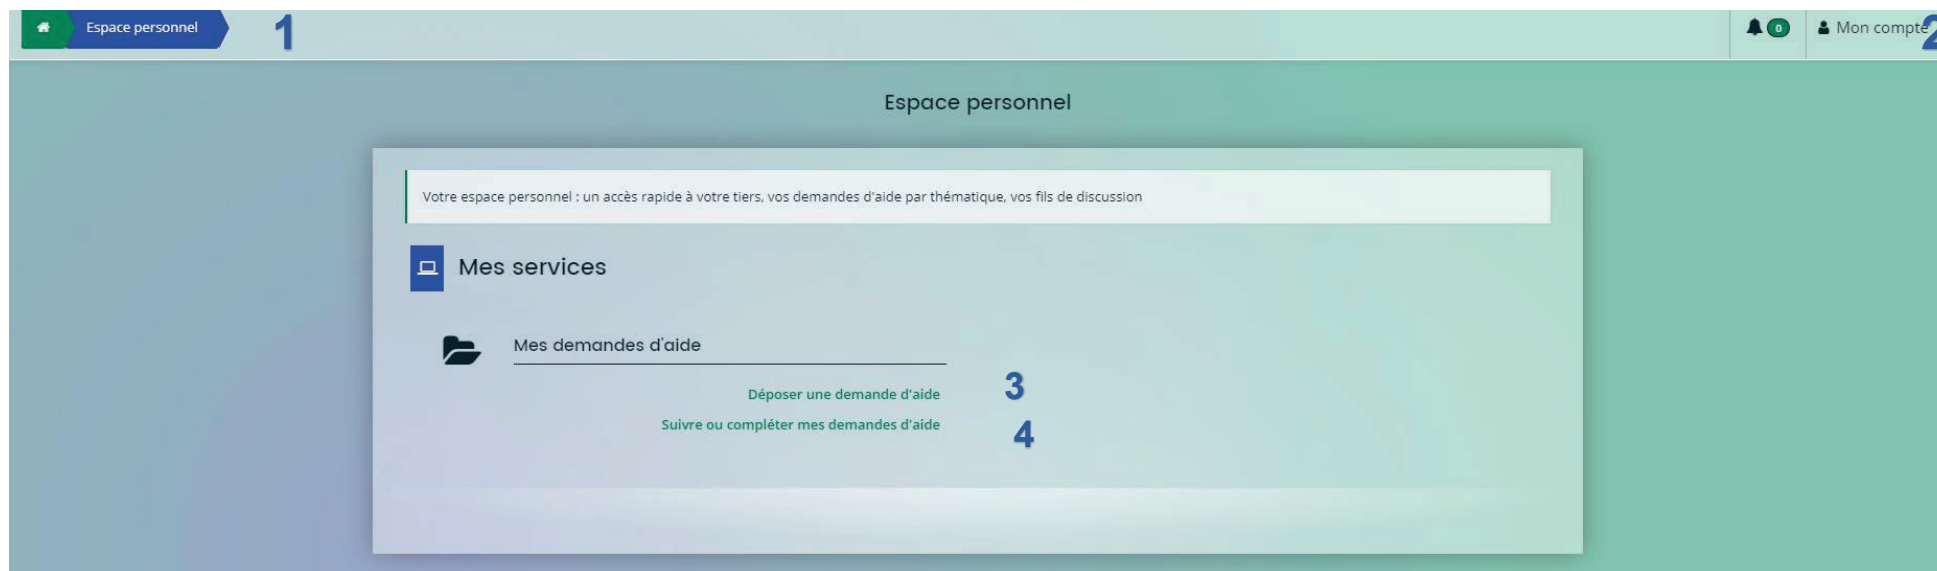 Espace personnel 1 0 Mon compte 2
Espace personnel
Votre espace personnel : un accès rapide à votre tiers, vos demandes d'aide par thématique, vos fils de discussion
Mes services
Mes demandes d'aide
Déposer une demande d'aide 3
Suivre ou compléter mes demandes d'aide 4